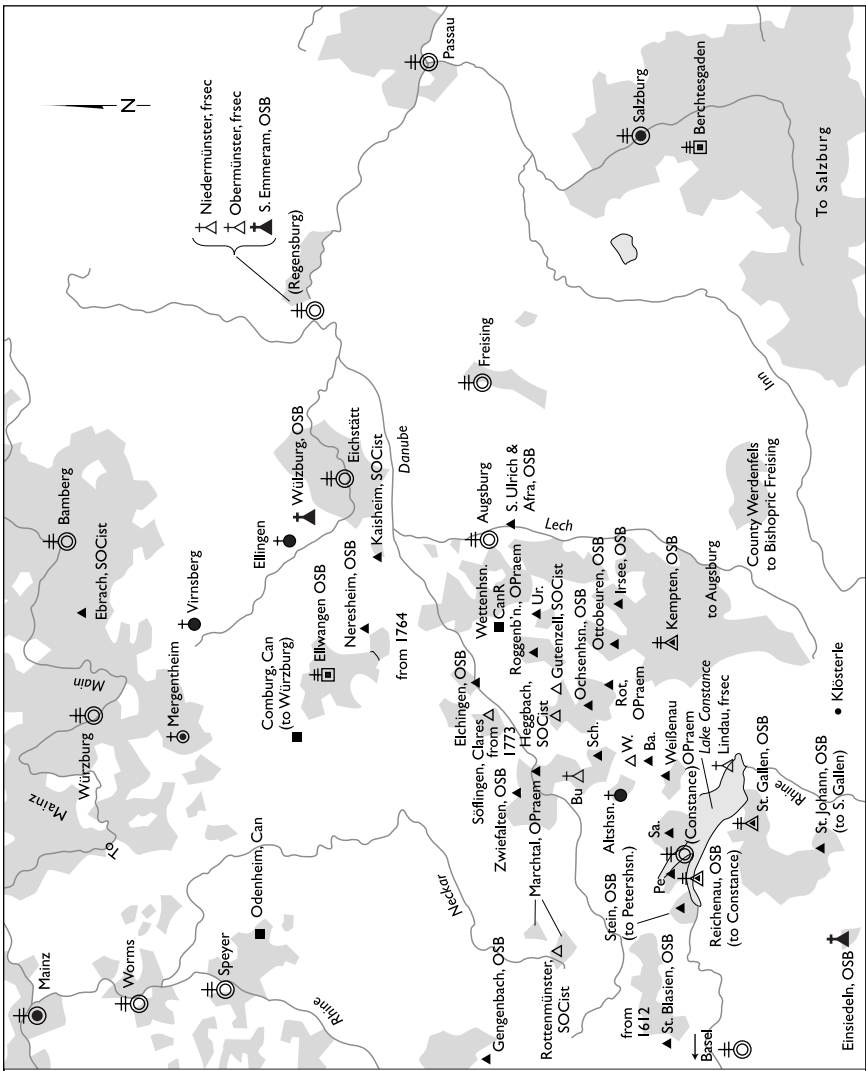 Mainz
Worms
Speyer
Odenheim, Can
Rhine
To
Mainz
Main
Würzburg
Mergentheim
Virnsberg
Ebrach, SOCist
Bamberg
Comburg, Can
(to Würzburg)
Ellwangen OSB
from 1764
Neresheim, OSB
Kaisheim, SOCist
Ellingen
Wülzburg, OSB
Eichstätt
Danube
Niedermünster, frsec
Obermünster, frsec
S. Emmeram, OSB
(Regensburg)
N
Passau
Neckar
Gengenbach, OSB
Rottenmünster,
SOCist
Marchtal, OPraem
Zwiefalten, OSB
Söflingen, Clares
from
1773
Elchingen, OSB
Heggbach,
SOCist
Wettenhsn.
CanR
Roggenb'n., OPraem
Ur.
Gutenzell, SOCist
Ochsenhsn., OSB
Ottobeuren, OSB
Irsee, OSB
Augsburg
S. Ulrich &
Afra, OSB
Lech
Freising
Bu
Sch.
Rot,
OPraem
W.
Ba.
Altshsn.
Weißenau
OPraem
Kempten, OSB
to Augsburg
Sa.
(Constance)
Pe.
Lake Constance
Lindau, frsec
Stein, OSB
(to Petershsn.)
Reichenau, OSB
(to Constance)
St. Gallen, OSB
Rhine
from
1612
St. Blasien, OSB
Basel
Einsiedeln, OSB
St. Johann, OSB
(to S. Gallen)
Klösterle
County Werdenfels
to Bishopric Freising
Inn
Salzburg
Berchtesgaden
To Salzburg